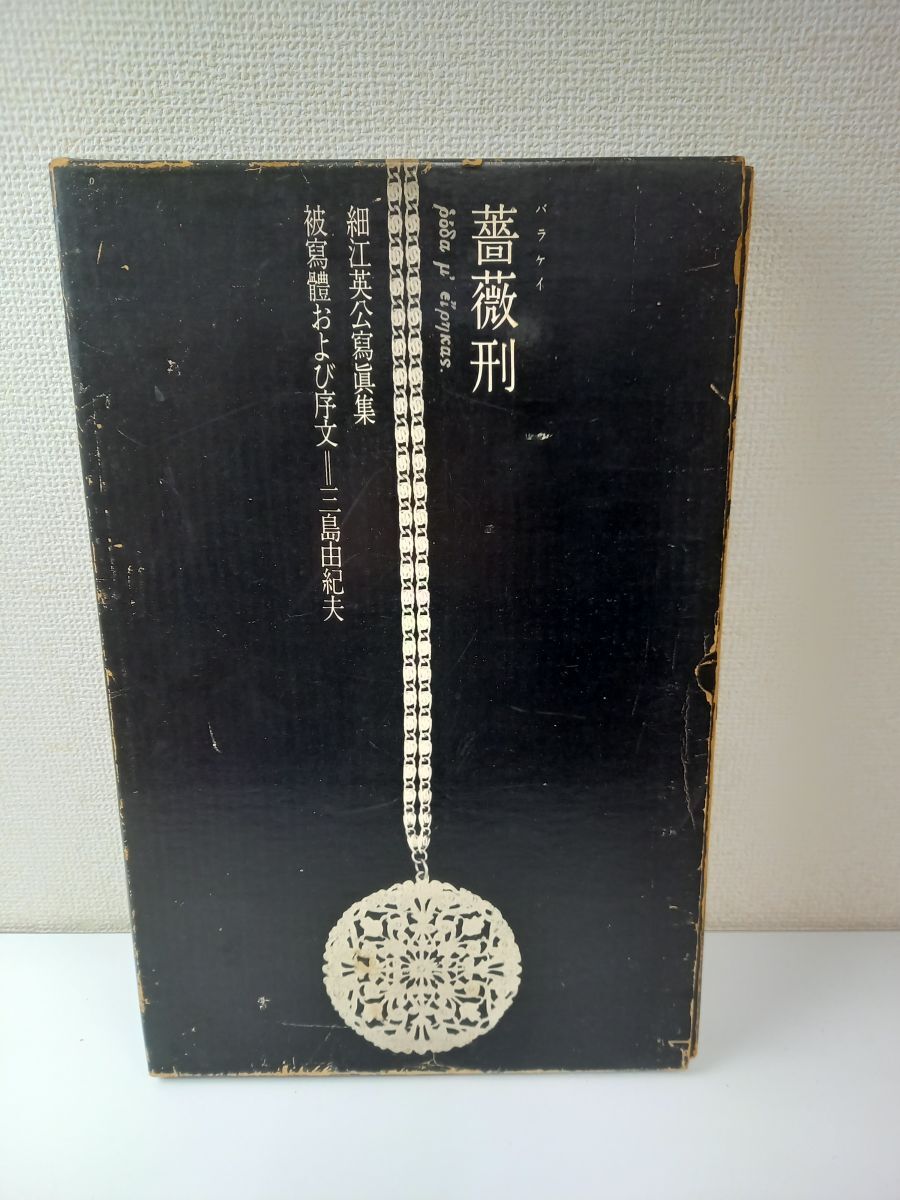 バラケイ
薔薇刑
ῥόδα μ' εἴρηκας.
細江英公寫眞集
被寫體および序文＝三島由紀夫